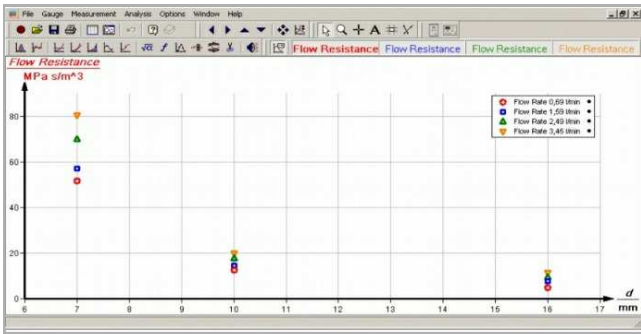 File Gauge Measurement Analysis Options Window Help
Flow Resistance Flow Resistance Flow Resistance Flow Resistance
Flow Resistance
MPa s/m^3
Flow Rate 0,69 l/min
Flow Rate 1,59 l/min
Flow Rate 2,49 l/min
Flow Rate 3,45 l/min
80
60
40
20
0
6 7 8 9 10 11 12 13 14 15 16 17
d
mm